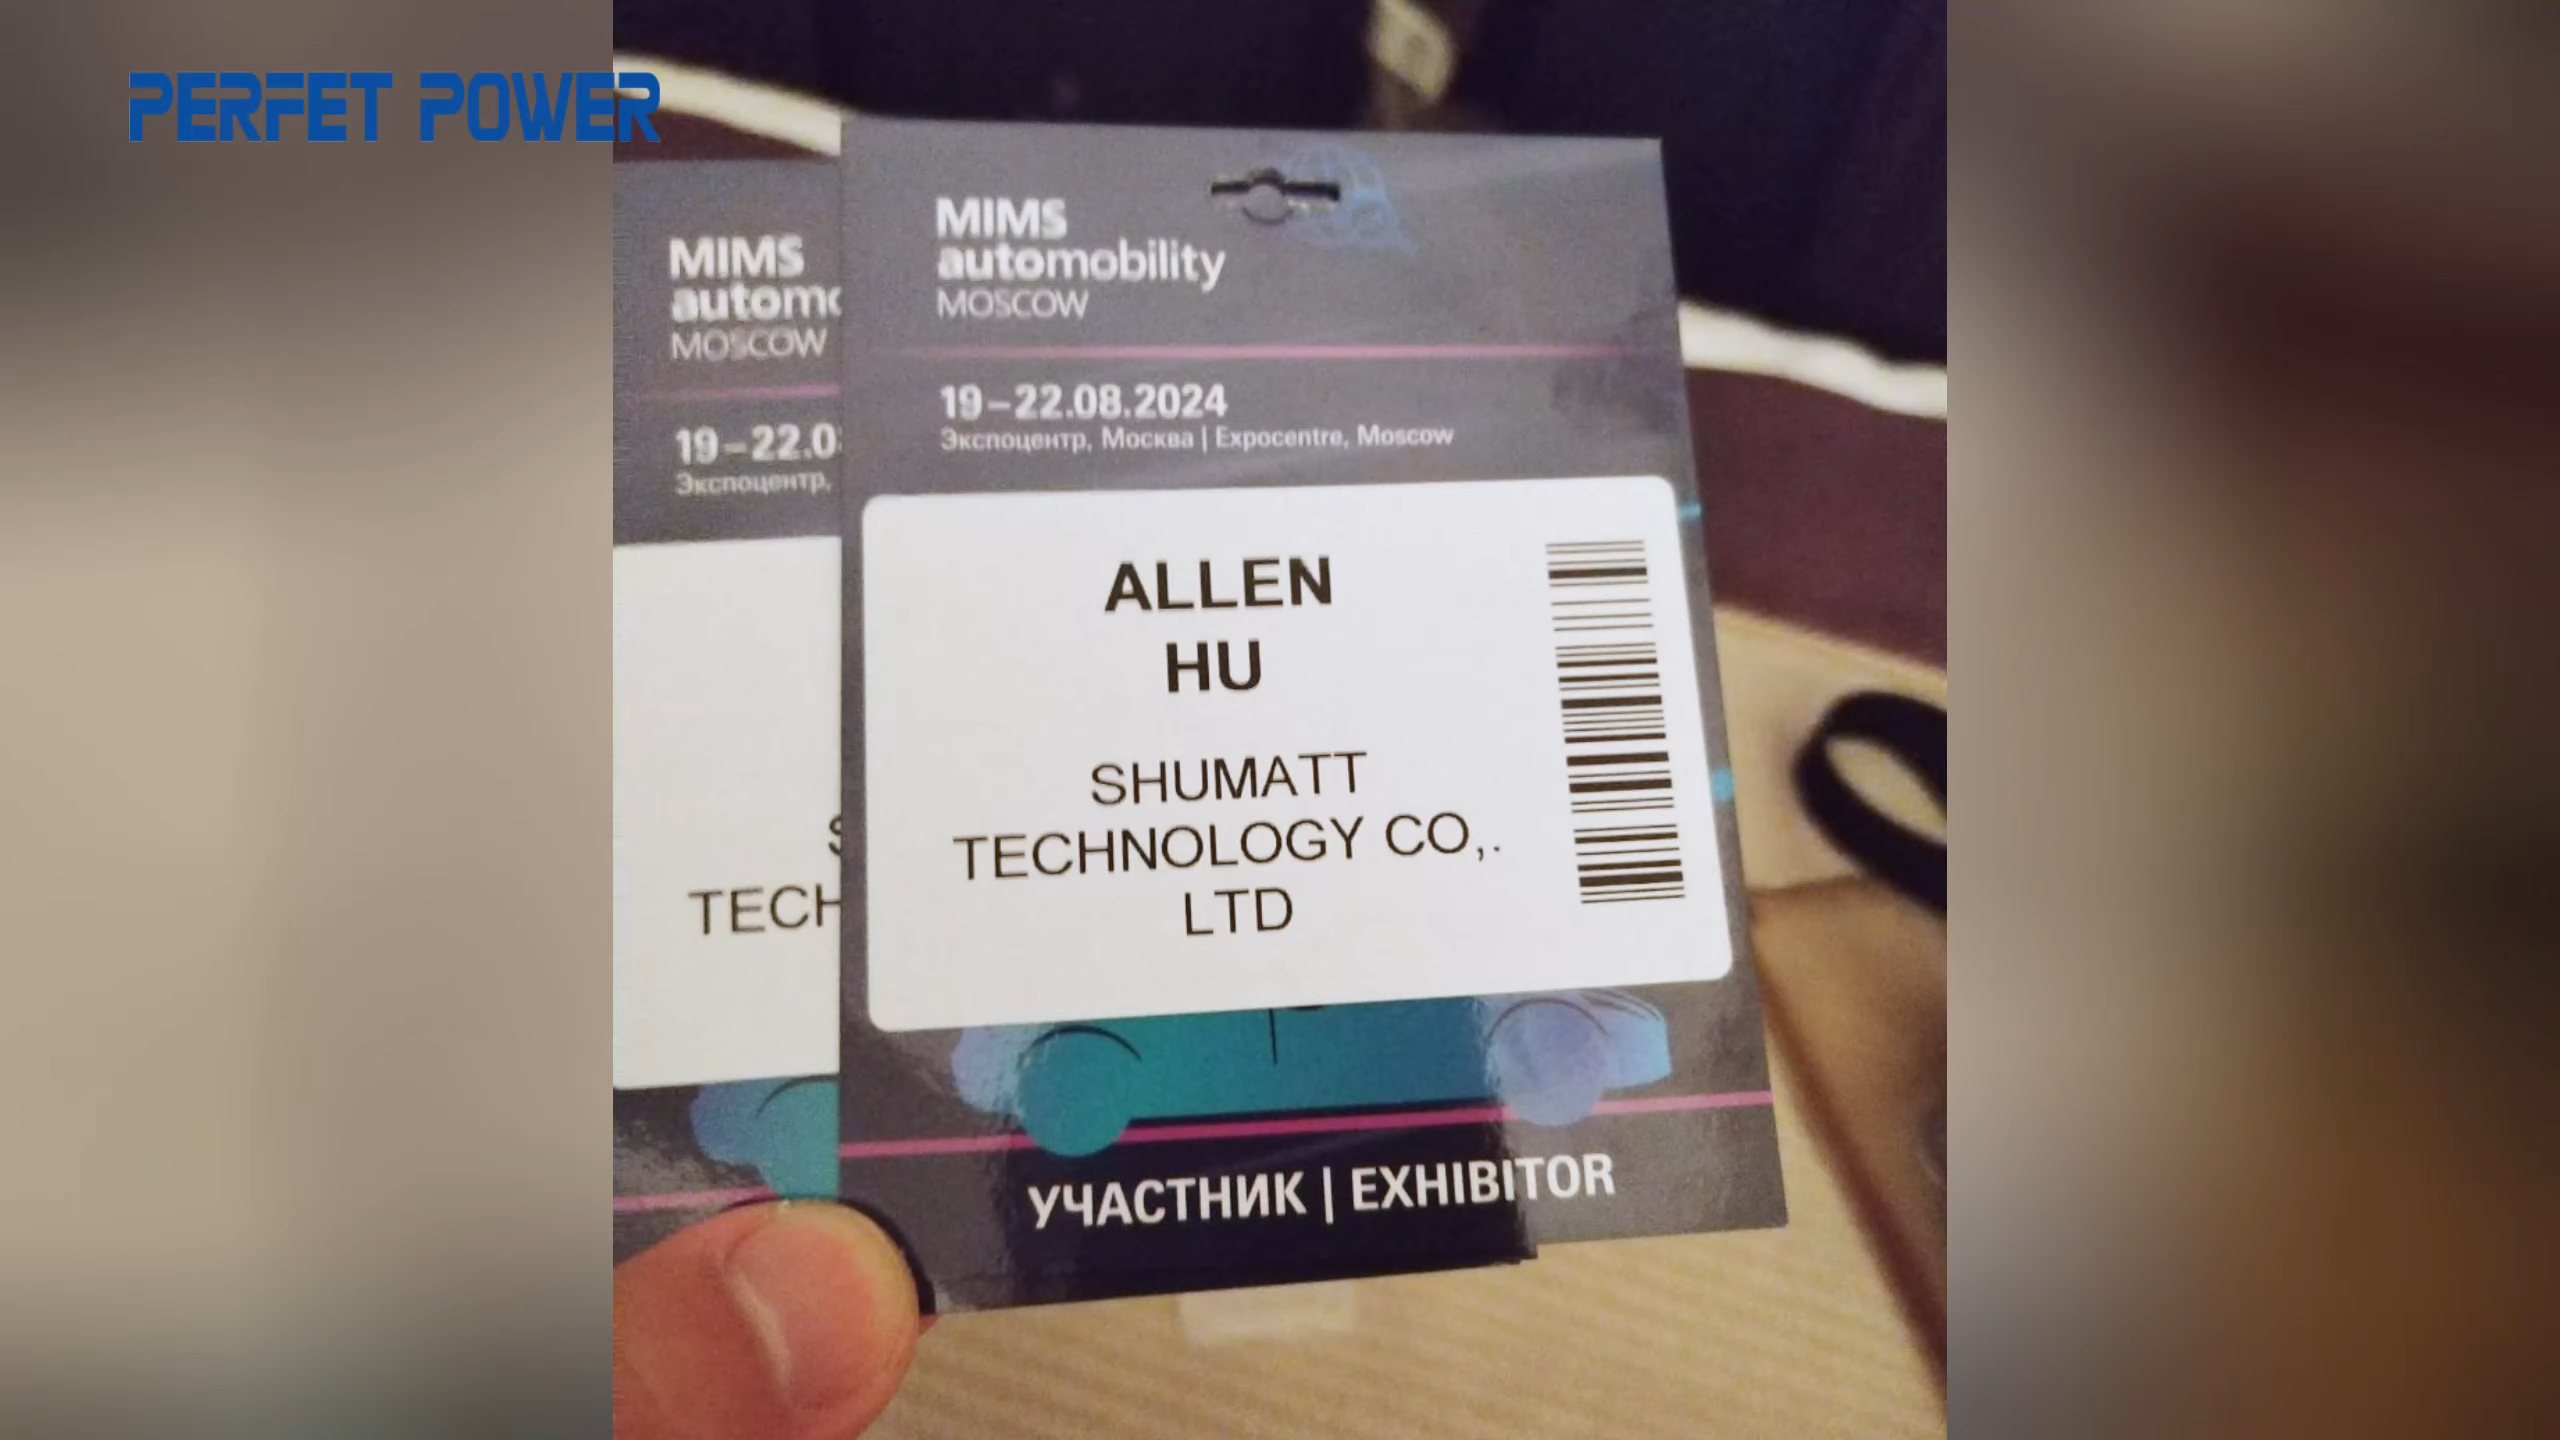 PERFET POWER
MIMS
automobility
MOSCOW
19–22.08.2024
Экспоцентр, Москва | Expocentre, Moscow
ALLEN
HU
SHUMATT
TECHNOLOGY CO,.
LTD
УЧАСТНИК | EXHIBITOR
MIMS
automo
MOSCOW
19–22.0
Экспоцентр,
S
TECH